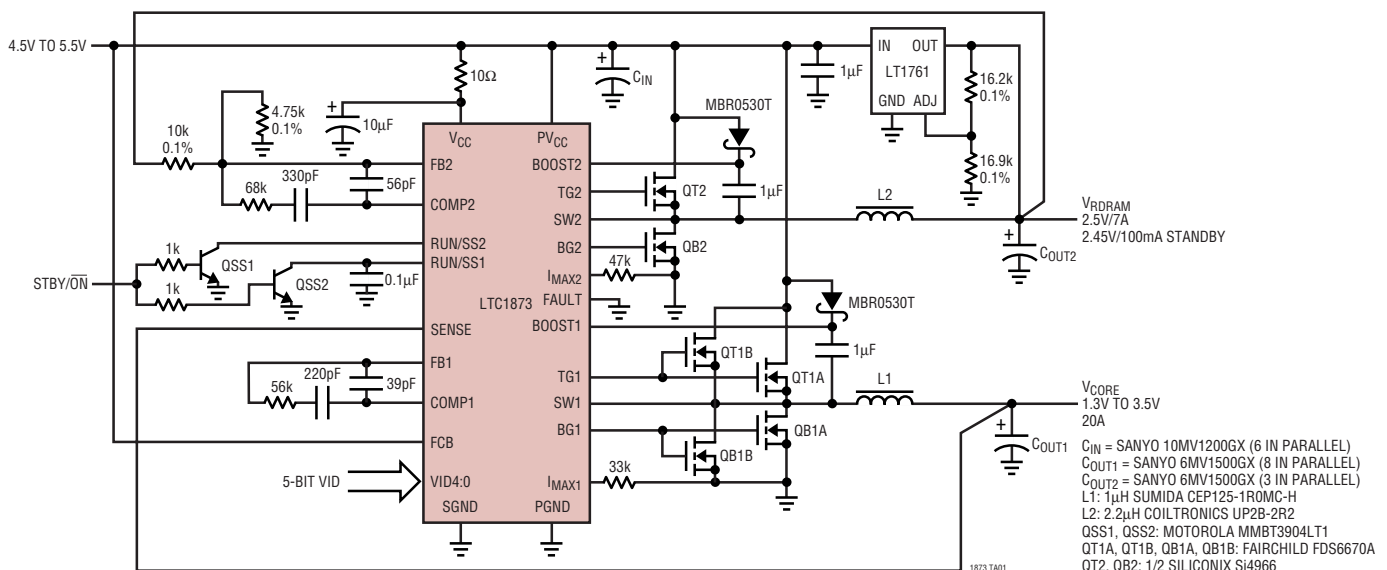 4.5V TO 5.5V
10Ω
+
C_IN
1µF
IN OUT
LT1761
GND ADJ
16.2k
0.1%
16.9k
0.1%
10k
0.1%
4.75k
0.1%
+
10µF
MBR0530T
V_CC
PV_CC
FB2
BOOST2
330pF
68k
56pF
1µF
COMP2
TG2
QT2
SW2
L2
V_RDRAM
2.5V/7A
2.45V/100mA STANDBY
+
C_OUT2
RUN/SS2
BG2
QB2
1k
QSS1
RUN/SS1
47k
I_MAX2
STBY/O̅N̅
1k
QSS2
0.1µF
LTC1873
FAULT
MBR0530T
SENSE
BOOST1
QT1B
1µF
FB1
220pF
56k
39pF
TG1
QT1A
COMP1
SW1
L1
V_CORE
1.3V TO 3.5V
20A
+
C_OUT1
BG1
QB1A
FCB
QB1B
5-BIT VID
VID4:0
I_MAX1
33k
SGND
PGND
C_IN = SANYO 10MV1200GX (6 IN PARALLEL)
C_OUT1 = SANYO 6MV1500GX (8 IN PARALLEL)
C_OUT2 = SANYO 6MV1500GX (3 IN PARALLEL)
L1: 1µH SUMIDA CEP125-1R0MC-H
L2: 2.2µH COILTRONICS UP2B-2R2
QSS1, QSS2: MOTOROLA MMBT3904LT1
QT1A, QT1B, QB1A, QB1B: FAIRCHILD FDS6670A
QT2, QB2: 1/2 SILICONIX Si4966
1873 TA01